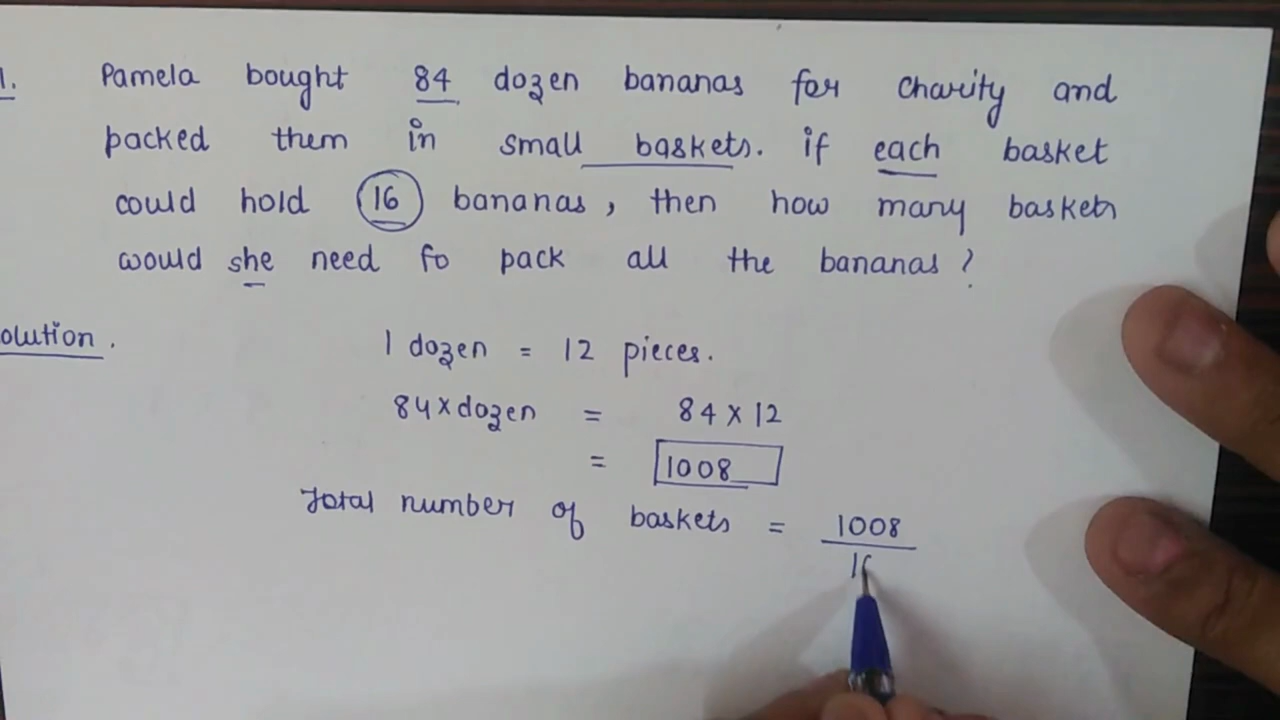 1. Pamela bought 84 dozen bananas for charity and
packed them in small baskets. if each basket
could hold 16 bananas, then how many baskets
would she need to pack all the bananas?
olution.
1 dozen = 12 pieces.
84 x dozen = 84 x 12
= 1008
Total number of baskets = 1008